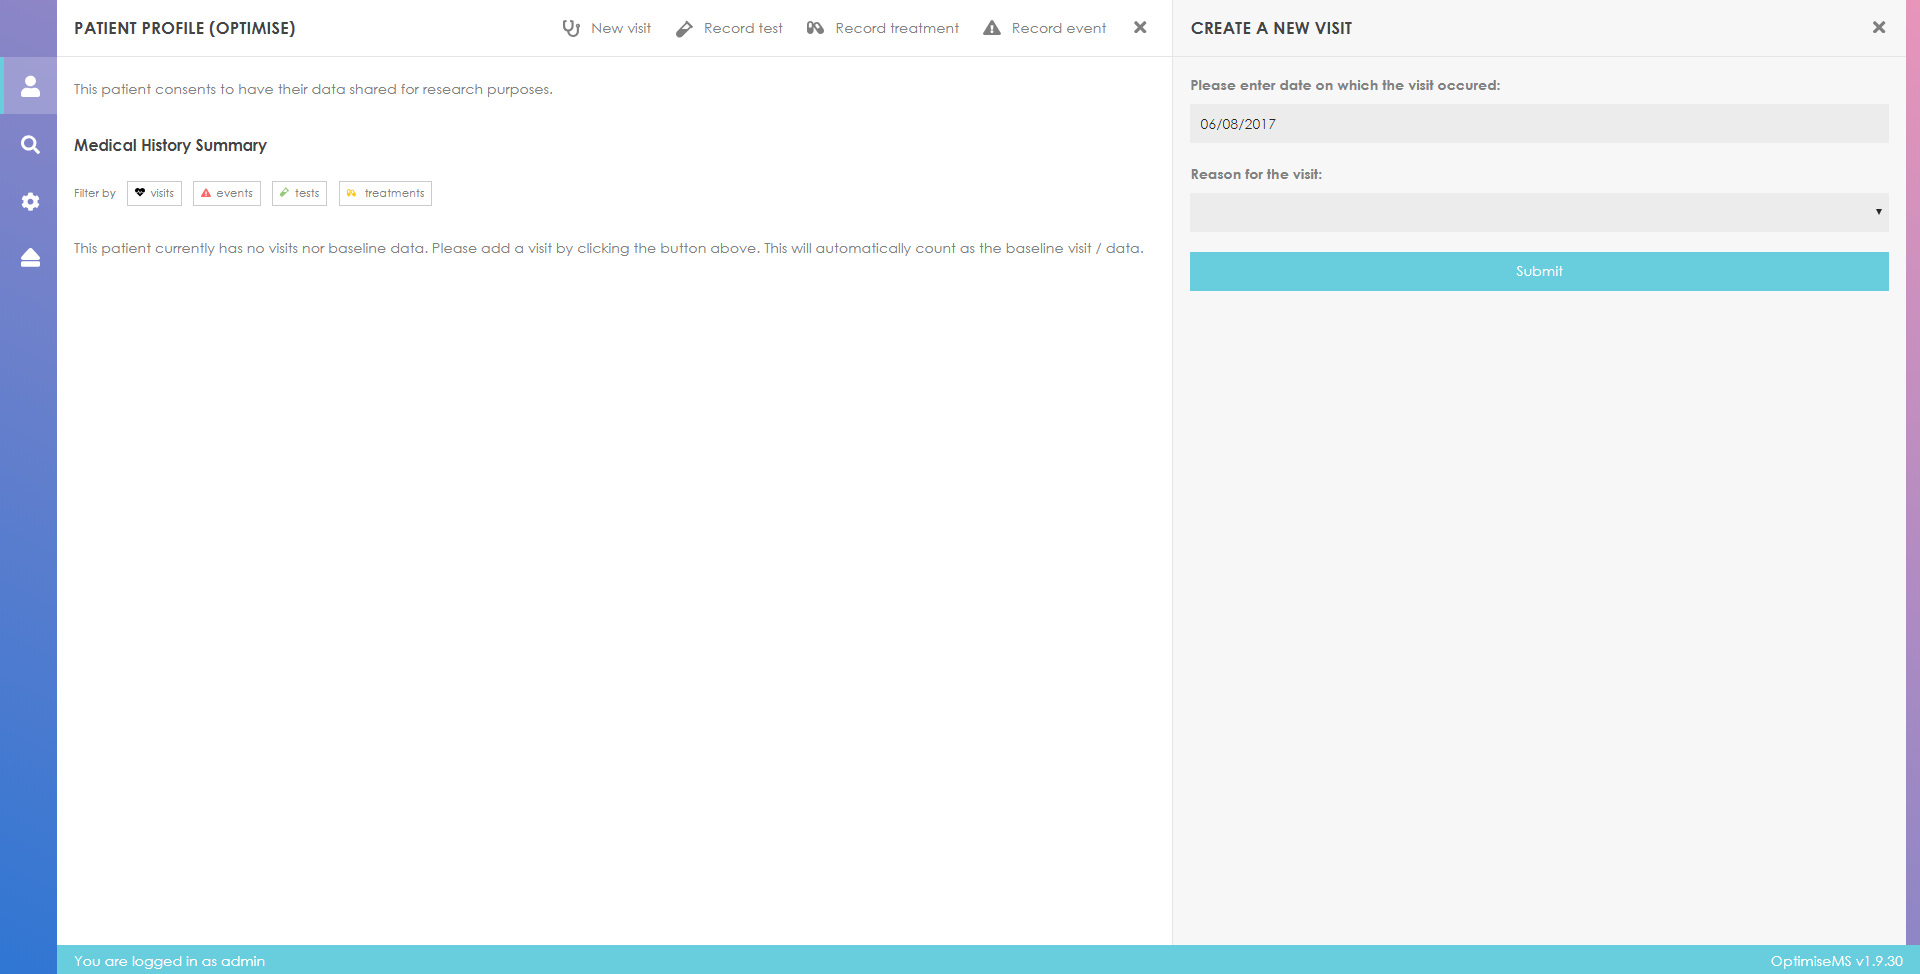 PATIENT PROFILE (OPTIMISE)
New visit
Record test
Record treatment
Record event
This patient consents to have their data shared for research purposes.
Medical History Summary
Filter by
visits
events
tests
treatments
This patient currently has no visits nor baseline data. Please add a visit by clicking the button above. This will automatically count as the baseline visit / data.
CREATE A NEW VISIT
Please enter date on which the visit occured:
06/08/2017
Reason for the visit:
Submit
You are logged in as admin
OptimiseMS v1.9.30